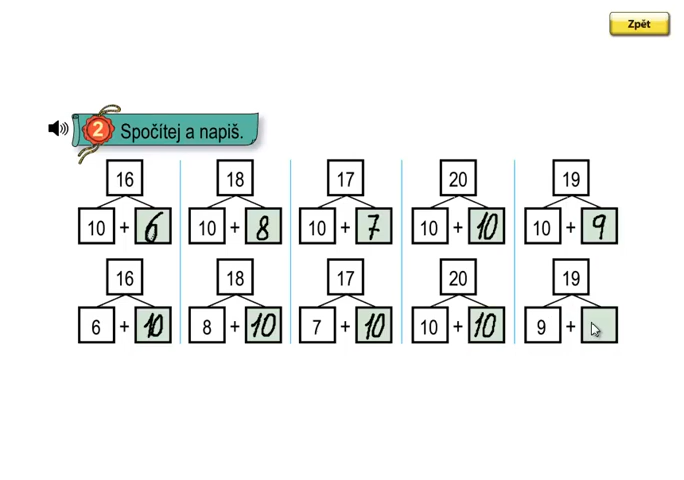 Zpět
2 Spočítej a napiš.
16 18 17 20 19
10 + 6 10 + 8 10 + 7 10 + 10 10 + 9
16 18 17 20 19
6 + 10 8 + 10 7 + 10 10 + 10 9 +